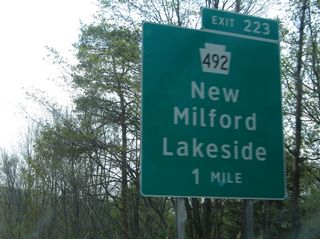 EXIT 223
492
New
Milford
Lakeside
1 MILE